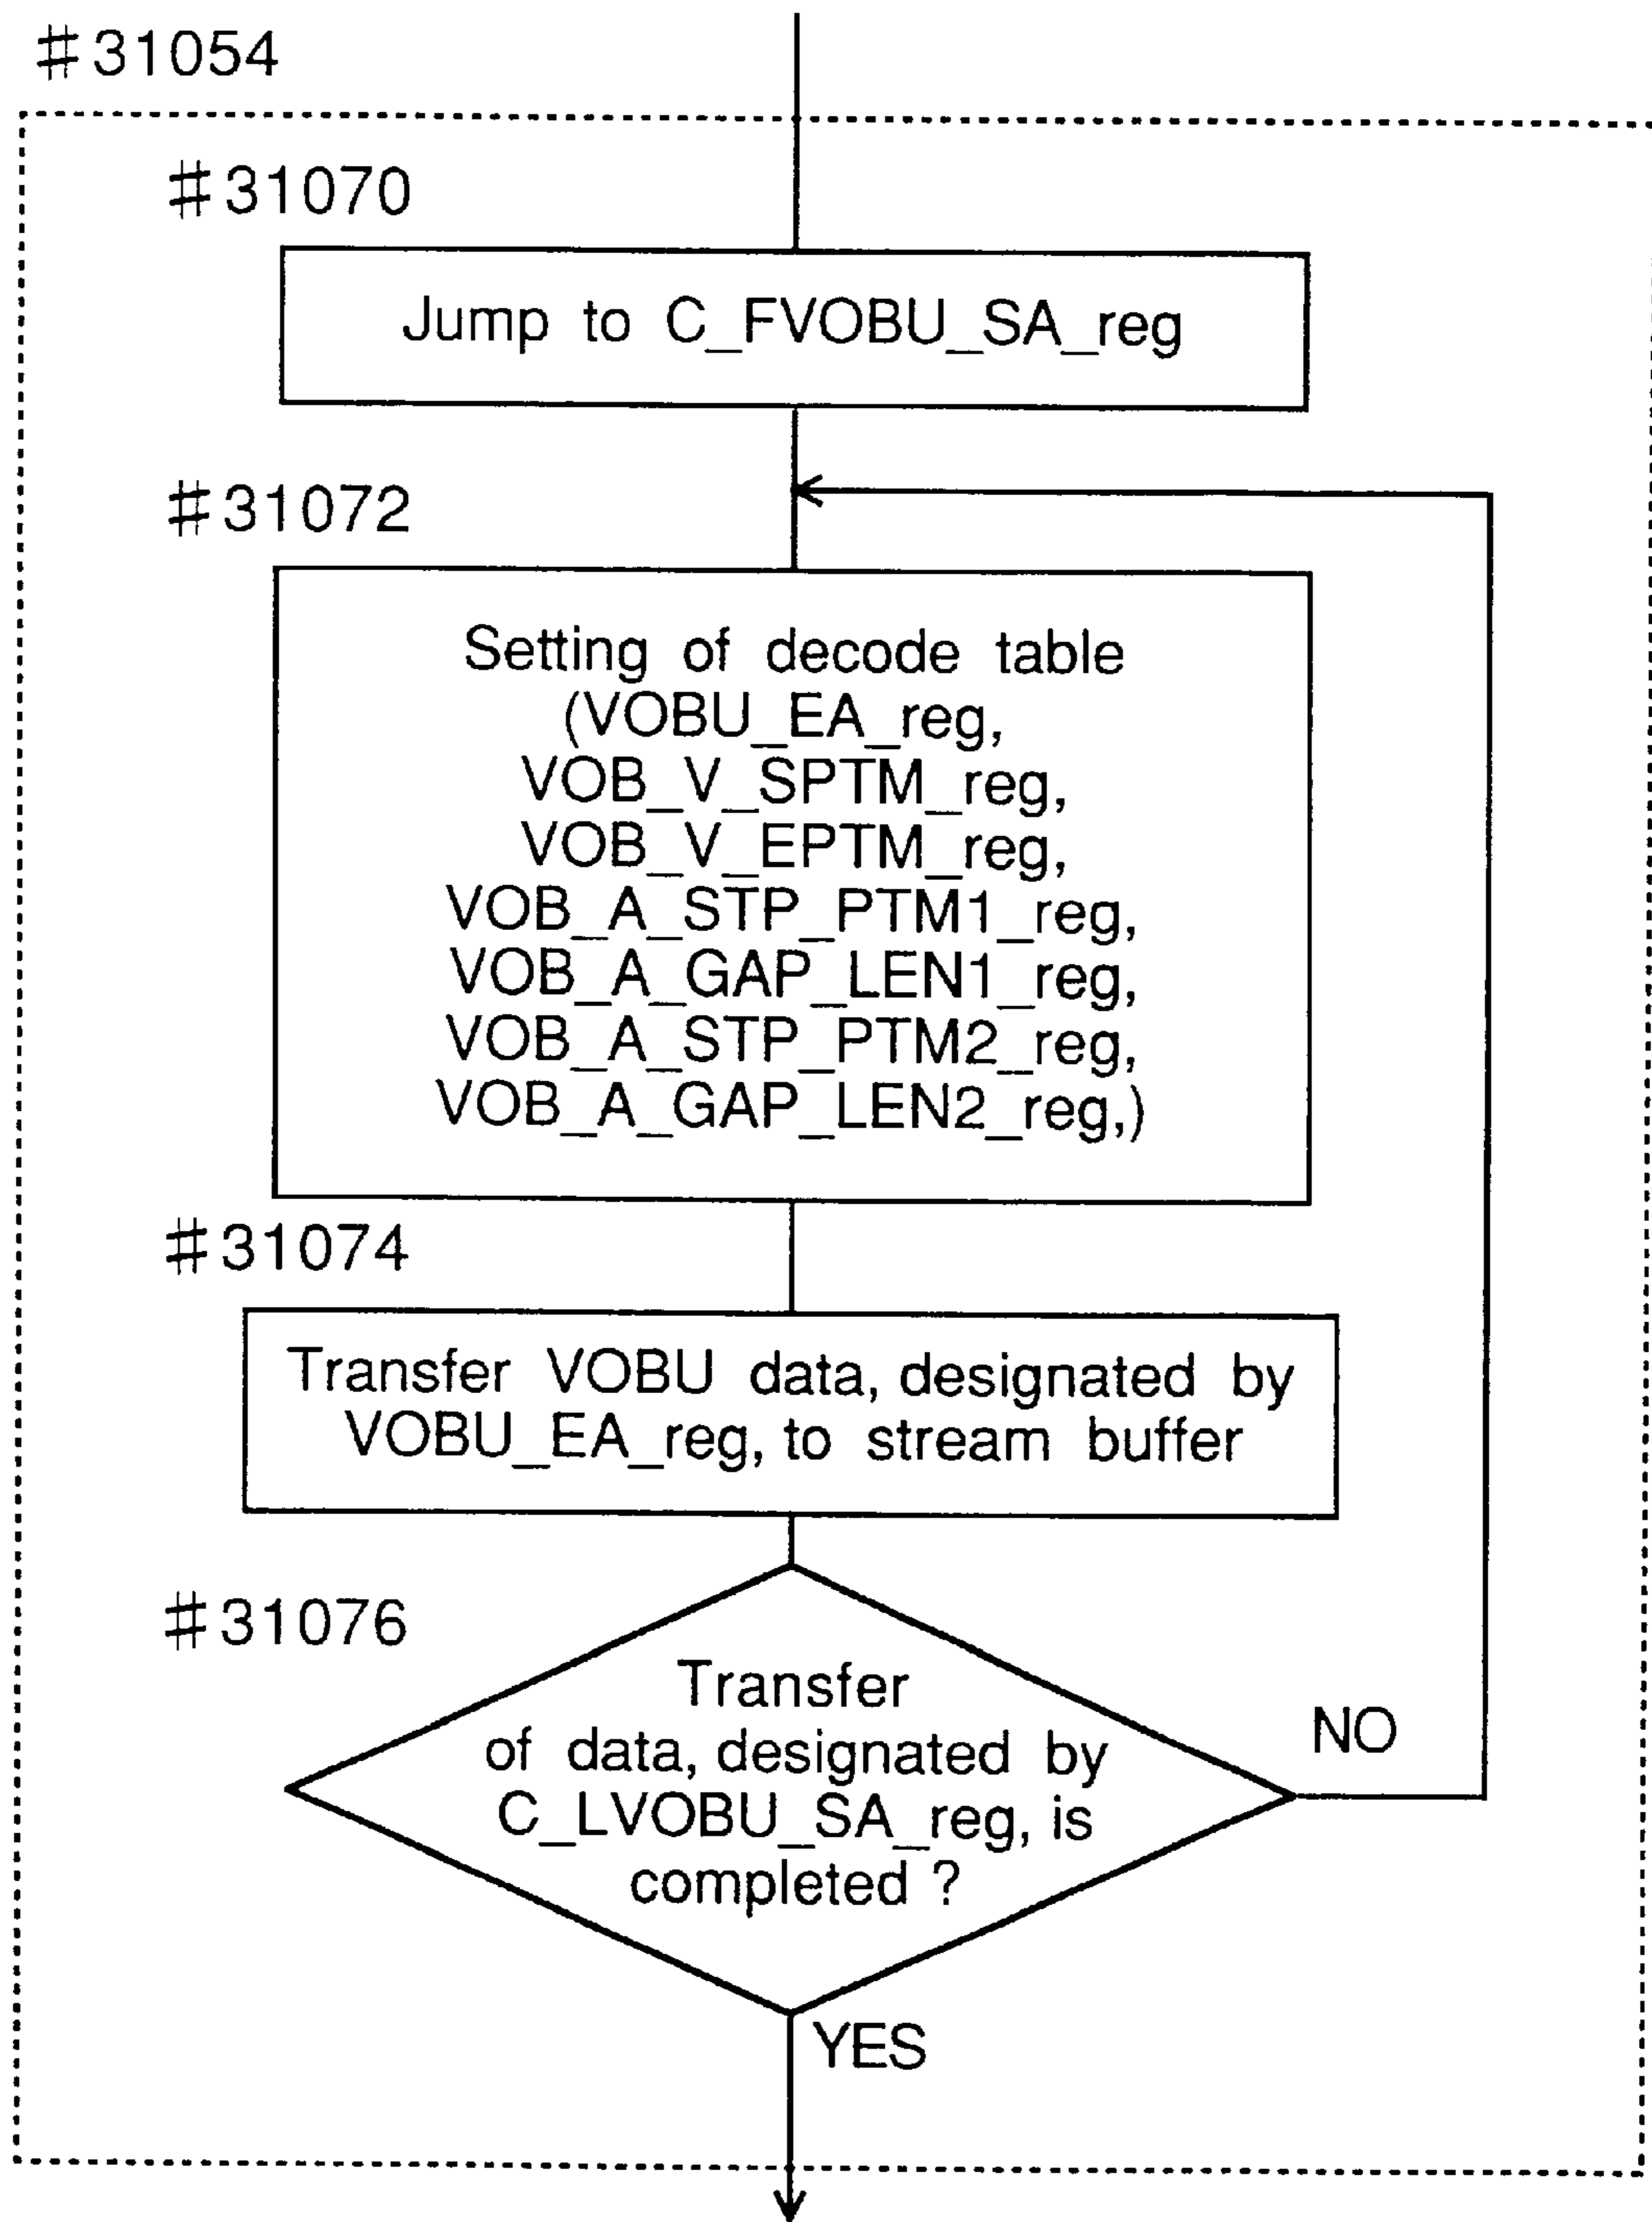 #31054
#31070
Jump to C_FVOBU_SA_reg
#31072
Setting of decode table
(VOBU_EA_reg,
VOB_V_SPTM_reg,
VOB_V_EPTM_reg,
VOB_A_STP_PTM1_reg,
VOB_A_GAP_LEN1_reg,
VOB_A_STP_PTM2_reg,
VOB_A_GAP_LEN2_reg,)
#31074
Transfer VOBU data, designated by
VOBU_EA_reg, to stream buffer
#31076
Transfer
of data, designated by
C_LVOBU_SA_reg, is
completed ?
NO
YES